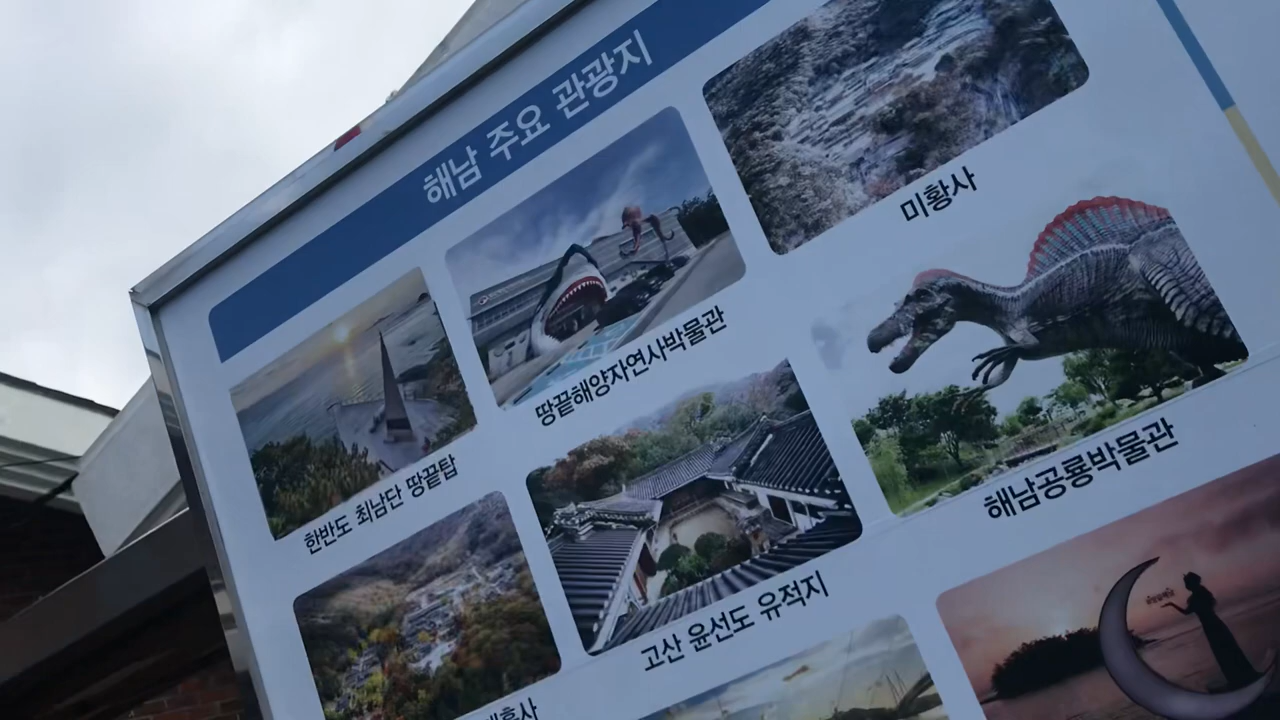 해남 주요 관광지
한반도 최남단 땅끝탑
땅끝해양자연사박물관
미황사
고산 윤선도 유적지
해남공룡박물관